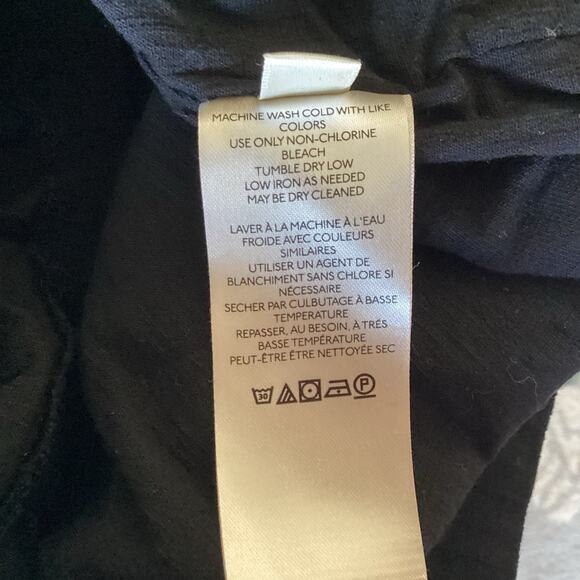 MACHINE WASH COLD WITH LIKE
COLORS
USE ONLY NON-CHLORINE
BLEACH
TUMBLE DRY LOW
LOW IRON AS NEEDED
MAY BE DRY CLEANED
LAVER À LA MACHINE À L'EAU
FROIDE AVEC COULEURS
SIMILAIRES
UTILISER UN AGENT DE
BLANCHIMENT SANS CHLORE SI
NÉCESSAIRE
SECHER PAR CULBUTAGE À BASSE
TEMPERATURE
REPASSER, AU BESOIN, À TRÉS
BASSE TEMPÉRATURE
PEUT-ÊTRE ÊTRE NETTOYÉE SEC
30 P